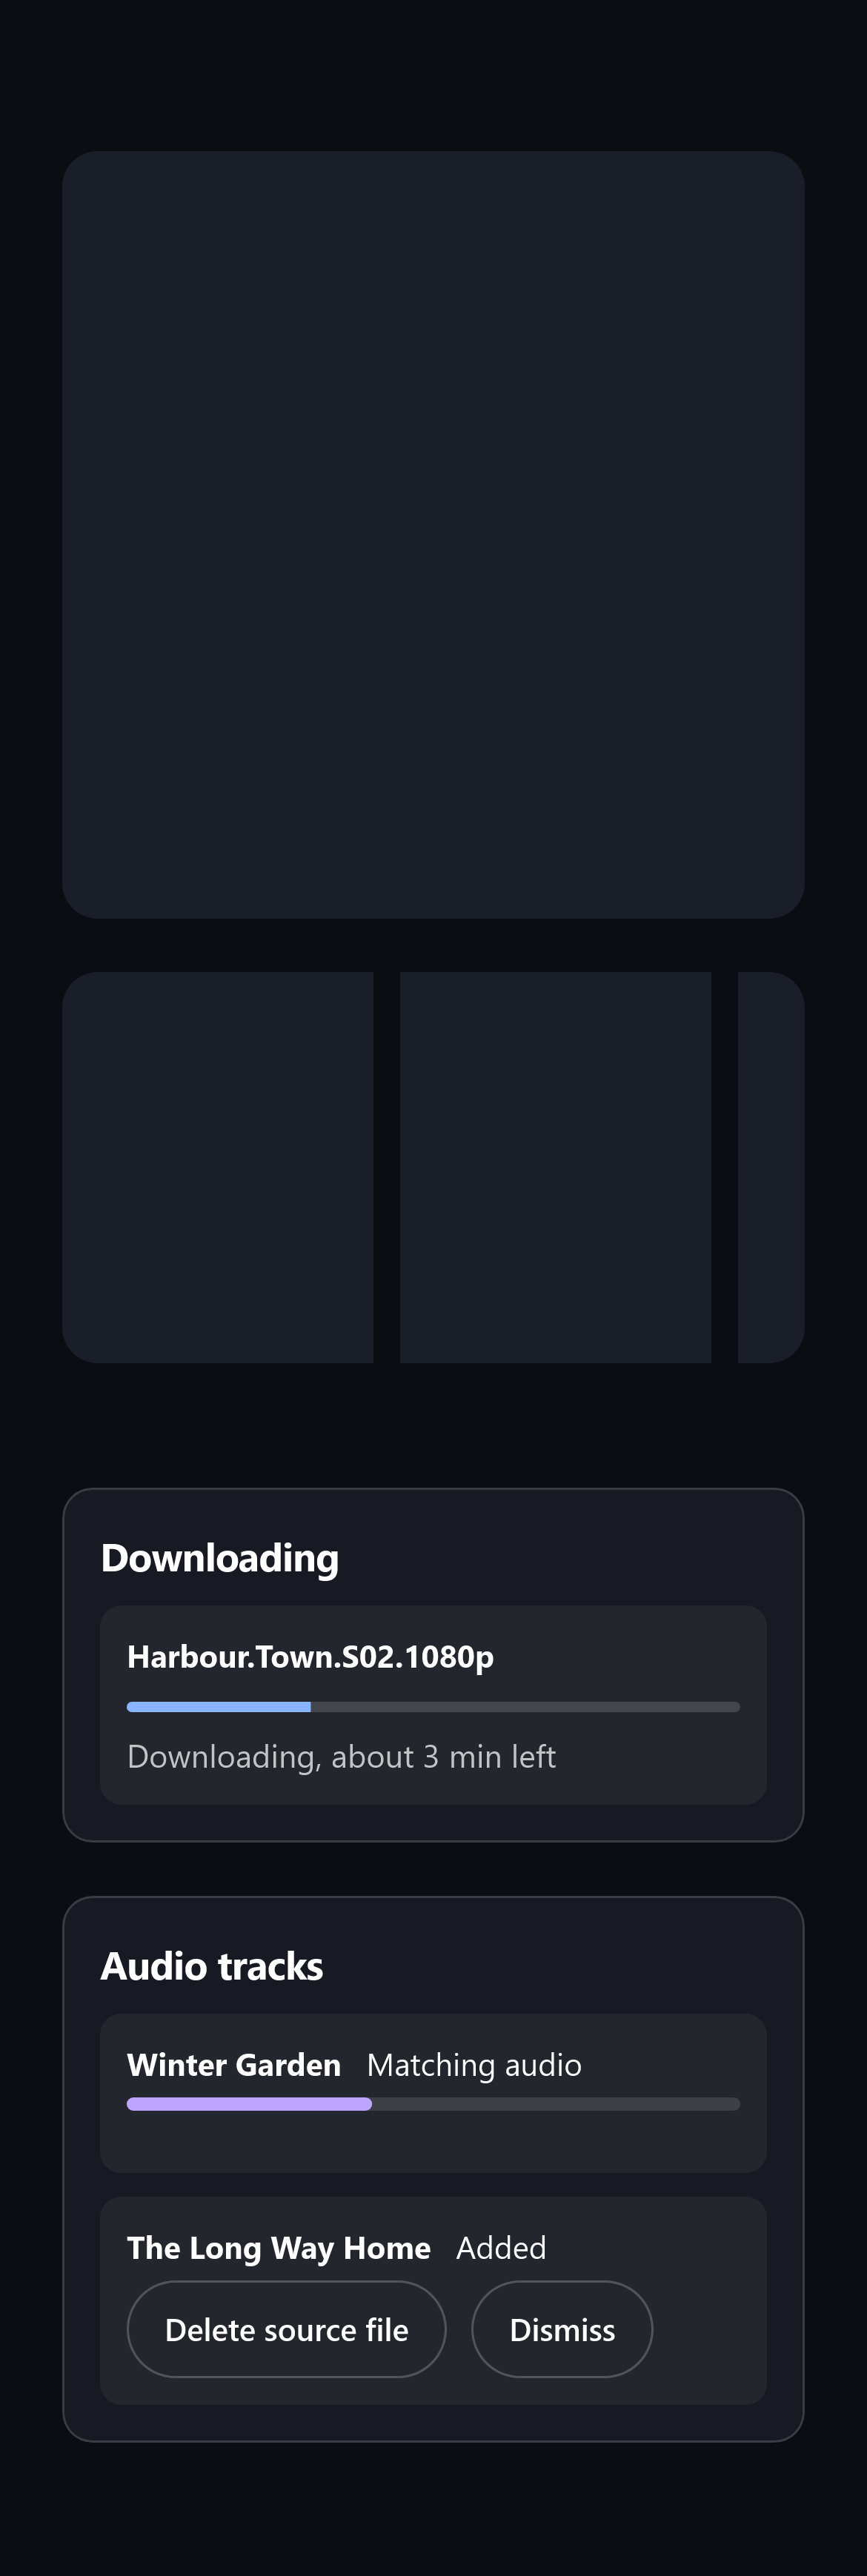 Downloading
Harbour.Town.S02.1080p
Downloading, about 3 min left
Audio tracks
Winter Garden Matching audio
The Long Way Home Added
Delete source file Dismiss